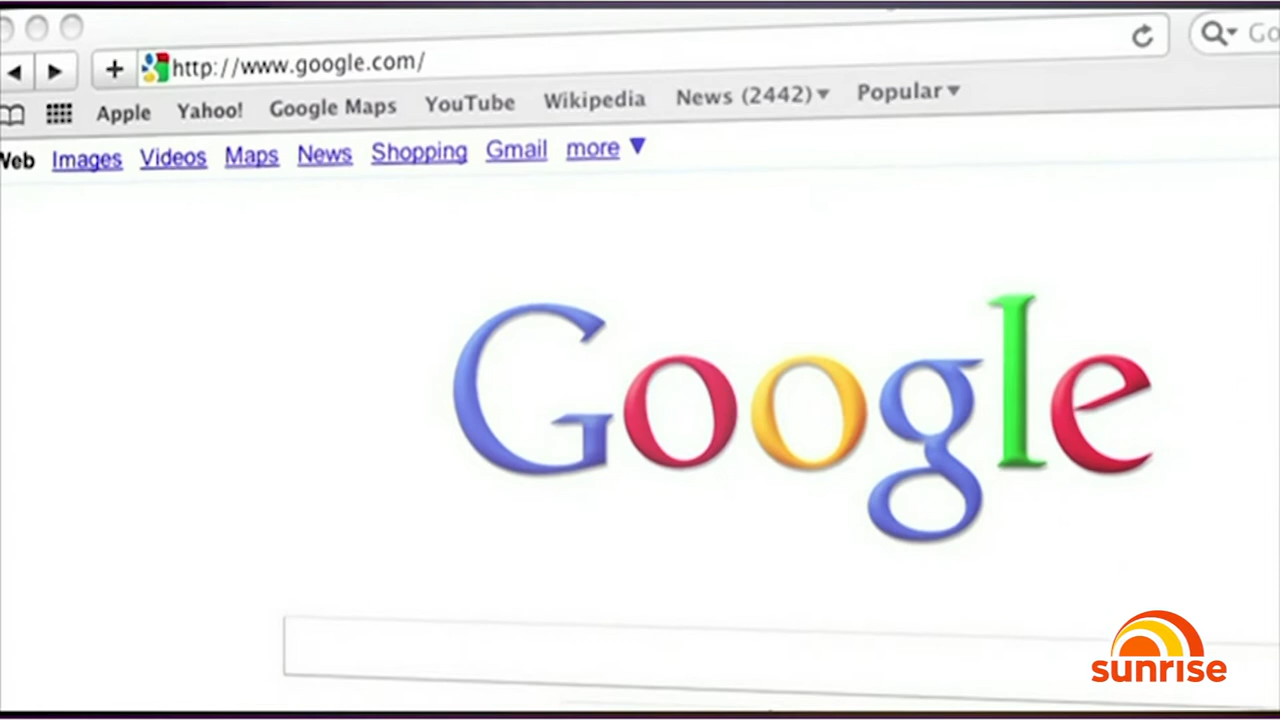 http://www.google.com/ Go
Apple Yahoo! Google Maps YouTube Wikipedia News (2442)▼ Popular▼
Web Images Videos Maps News Shopping Gmail more ▼
Google
sunrise